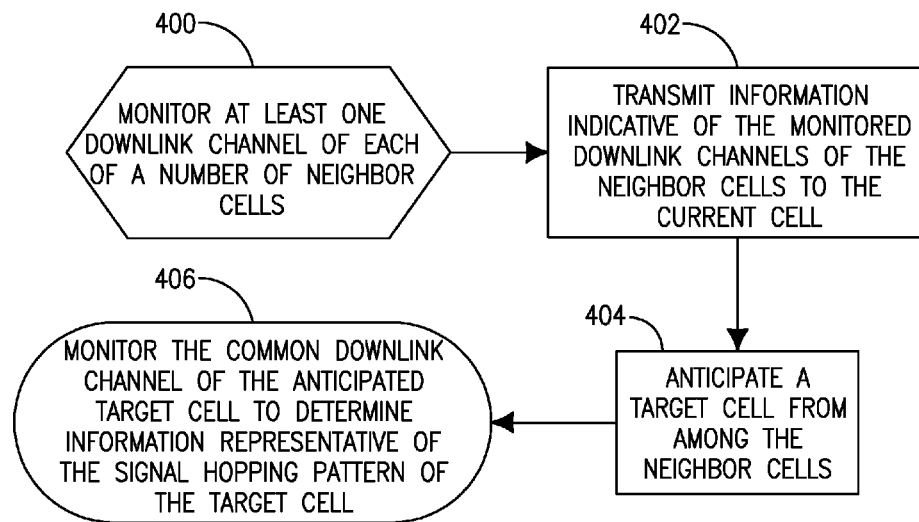 400
MONITOR AT LEAST ONE
DOWNLINK CHANNEL OF EACH
OF A NUMBER OF NEIGHBOR
CELLS
402
TRANSMIT INFORMATION
INDICATIVE OF THE MONITORED
DOWNLINK CHANNELS OF THE
NEIGHBOR CELLS TO THE
CURRENT CELL
404
ANTICIPATE A
TARGET CELL FROM
AMONG THE
NEIGHBOR CELLS
406
MONITOR THE COMMON DOWNLINK
CHANNEL OF THE ANTICIPATED
TARGET CELL TO DETERMINE
INFORMATION REPRESENTATIVE OF
THE SIGNAL HOPPING PATTERN OF
THE TARGET CELL